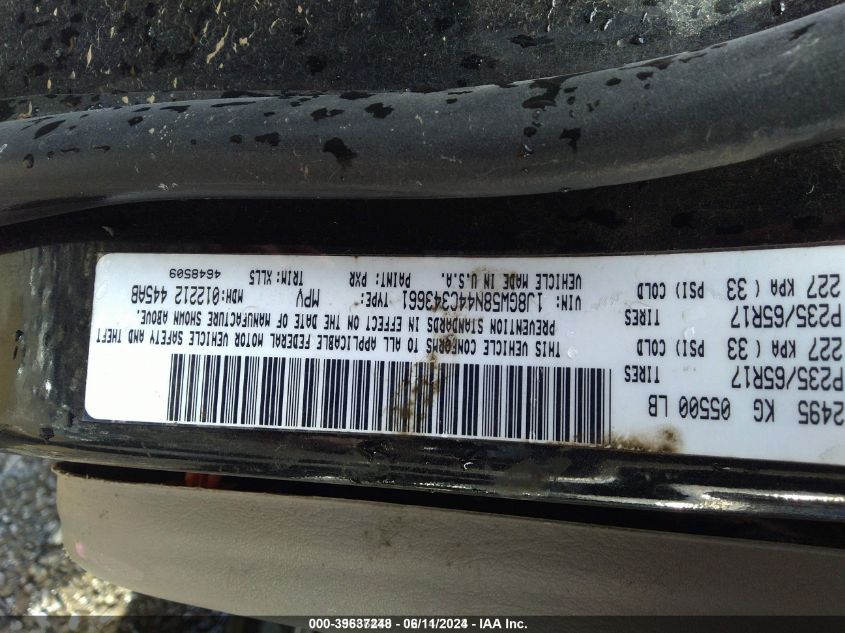 2495 KG 05500 LB
P235/65R17 TIRES
227 KPA ( 33 PSI) COLD
P235/65R17 TIRES
227 KPA ( 33 PSI) COLD
THIS VEHICLE CONFORMS TO ALL APPLICABLE FEDERAL MOTOR VEHICLE SAFETY AND THEFT
PREVENTION STANDARDS IN EFFECT ON THE DATE OF MANUFACTURE SHOWN ABOVE.
VIN: 1J8GW58N44C343661 TYPE: MPV MDH:012212 445AB
VEHICLE MADE IN U.S.A. PAINT: PXR TRIM: XLL5 4648509
000-39637248 - 06/11/2024 - IAA Inc.